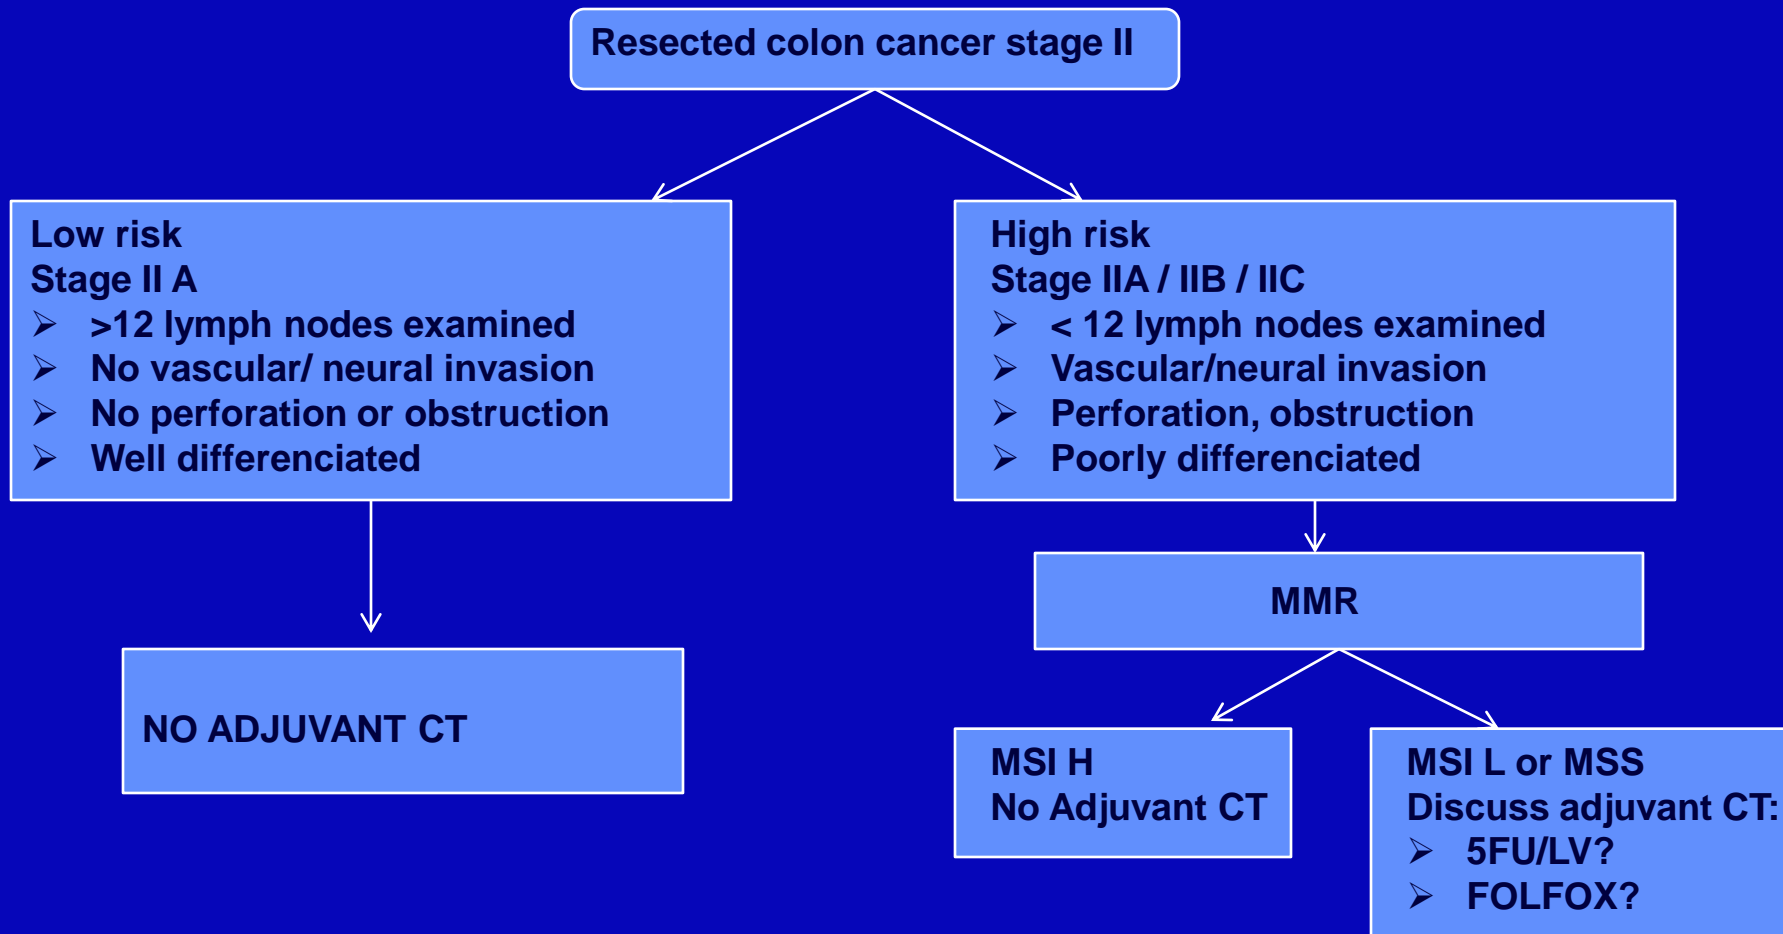 Resected colon cancer stage II
Low risk
Stage II A
➢ >12 lymph nodes examined
➢ No vascular/ neural invasion
➢ No perforation or obstruction
➢ Well differenciated
High risk
Stage IIA / IIB / IIC
➢ < 12 lymph nodes examined
➢ Vascular/neural invasion
➢ Perforation, obstruction
➢ Poorly differenciated
NO ADJUVANT CT
MMR
MSI H
No Adjuvant CT
MSI L or MSS
Discuss adjuvant CT:
➢ 5FU/LV?
➢ FOLFOX?